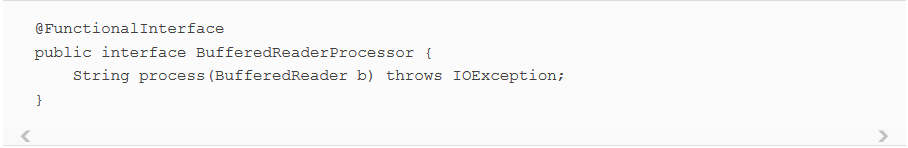 @FunctionalInterface
public interface BufferedReaderProcessor {
    String process(BufferedReader b) throws IOException;
}